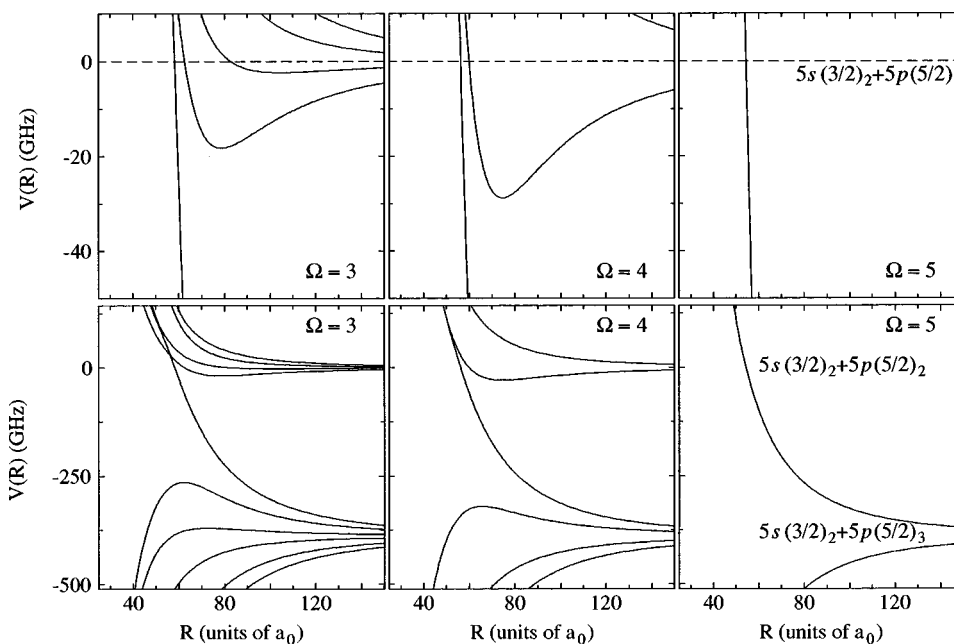 V(R) (GHz)
0
-20
-40
5s(3/2)₂+5p(5/2)
Ω = 3
Ω = 4
Ω = 5
V(R) (GHz)
0
-250
-500
Ω = 3
Ω = 4
Ω = 5
5s(3/2)₂+5p(5/2)₂
5s(3/2)₂+5p(5/2)₃
40 80 120
40 80 120
40 80 120
R (units of a₀)
R (units of a₀)
R (units of a₀)